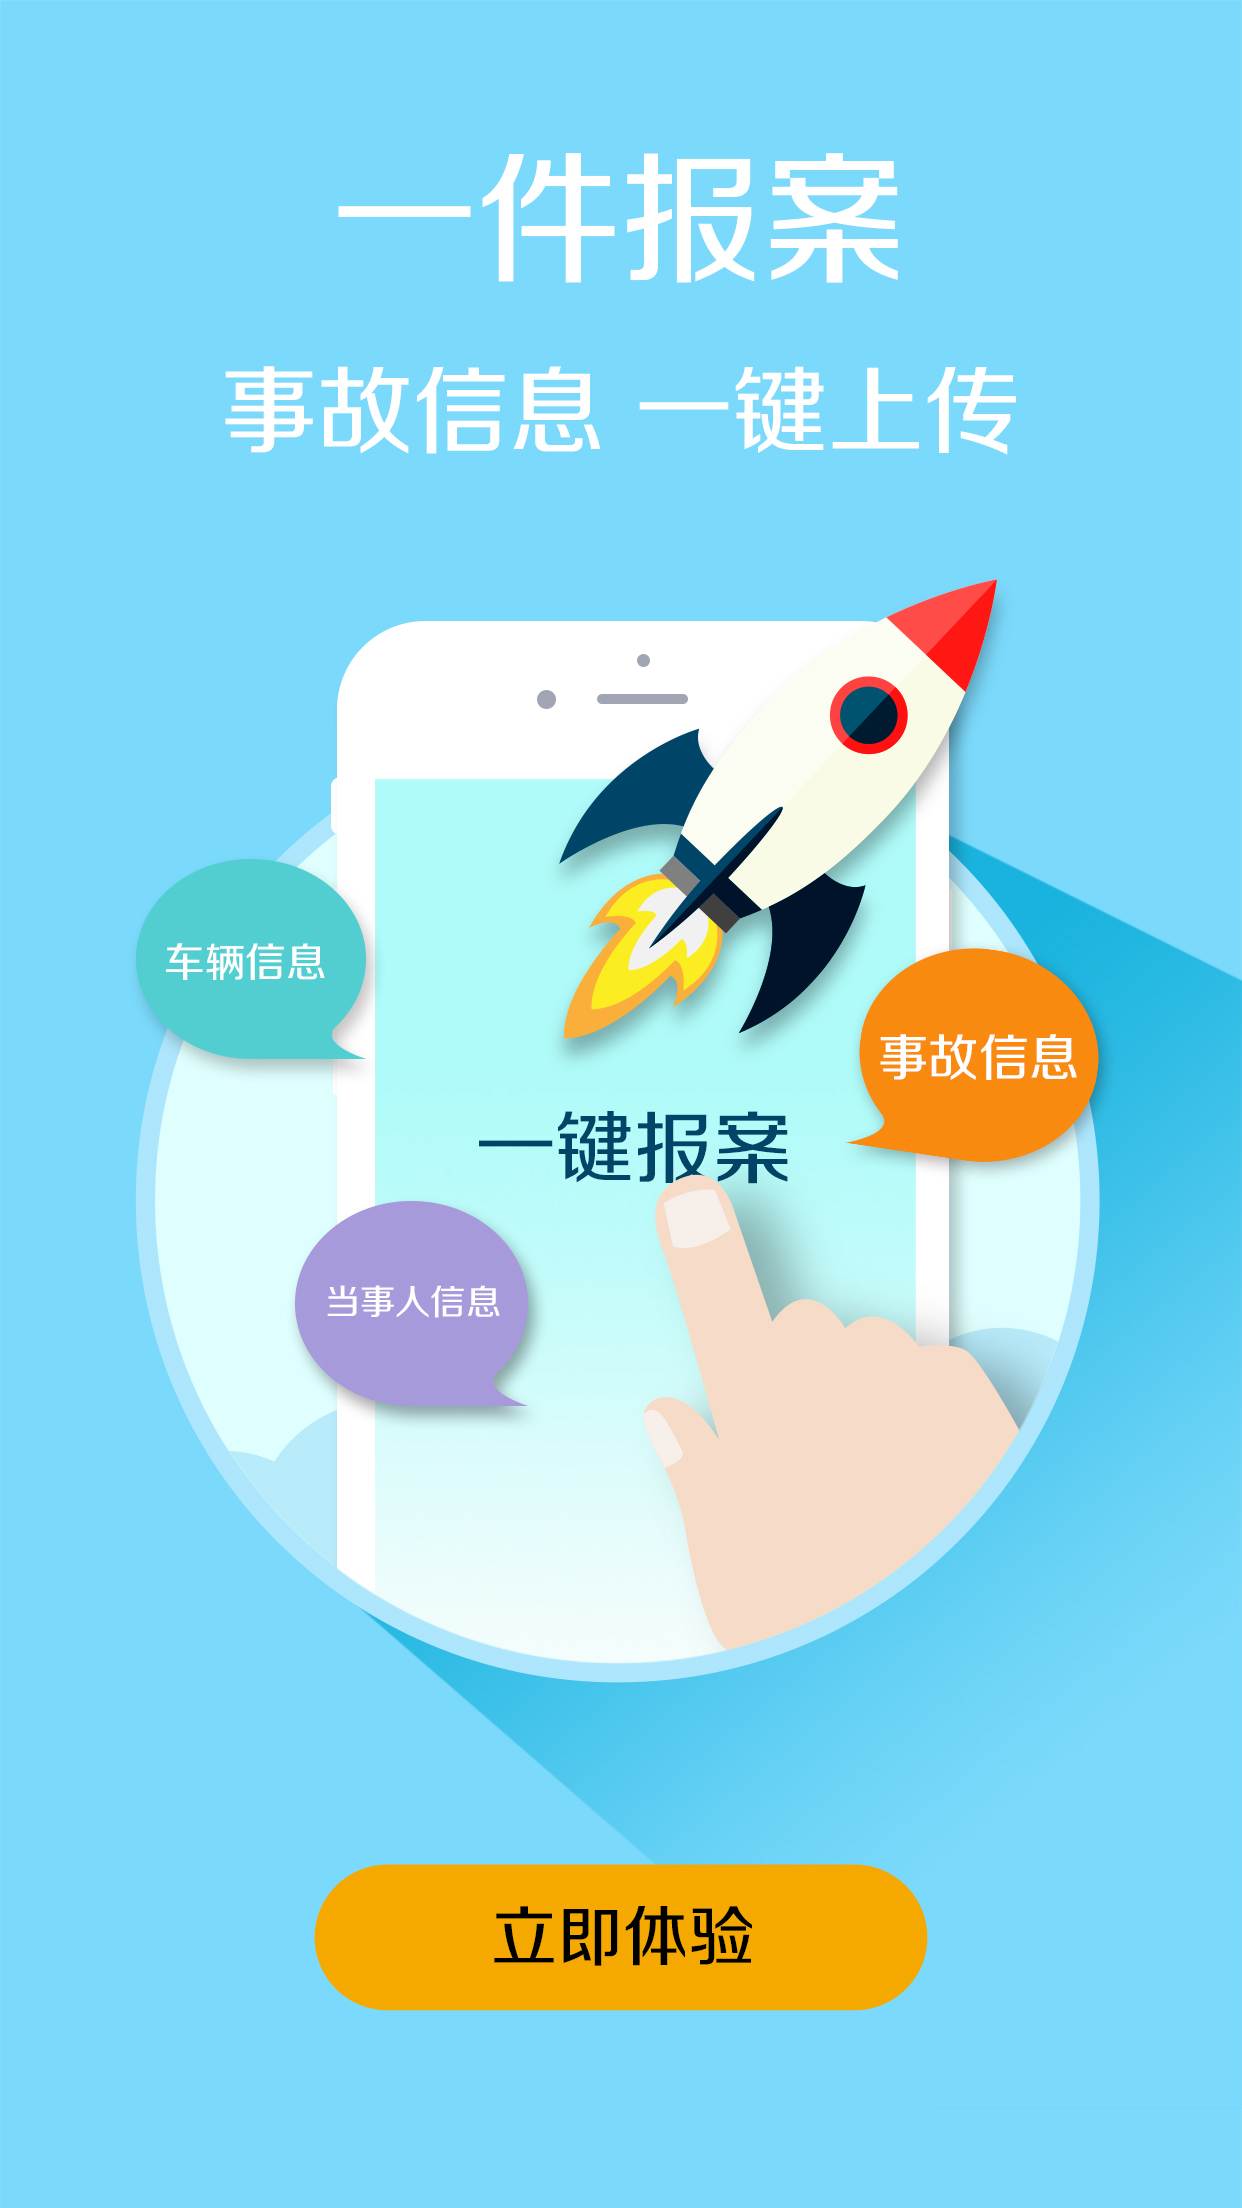 一件报案
事故信息 一键上传
车辆信息
事故信息
一键报案
当事人信息
立即体验